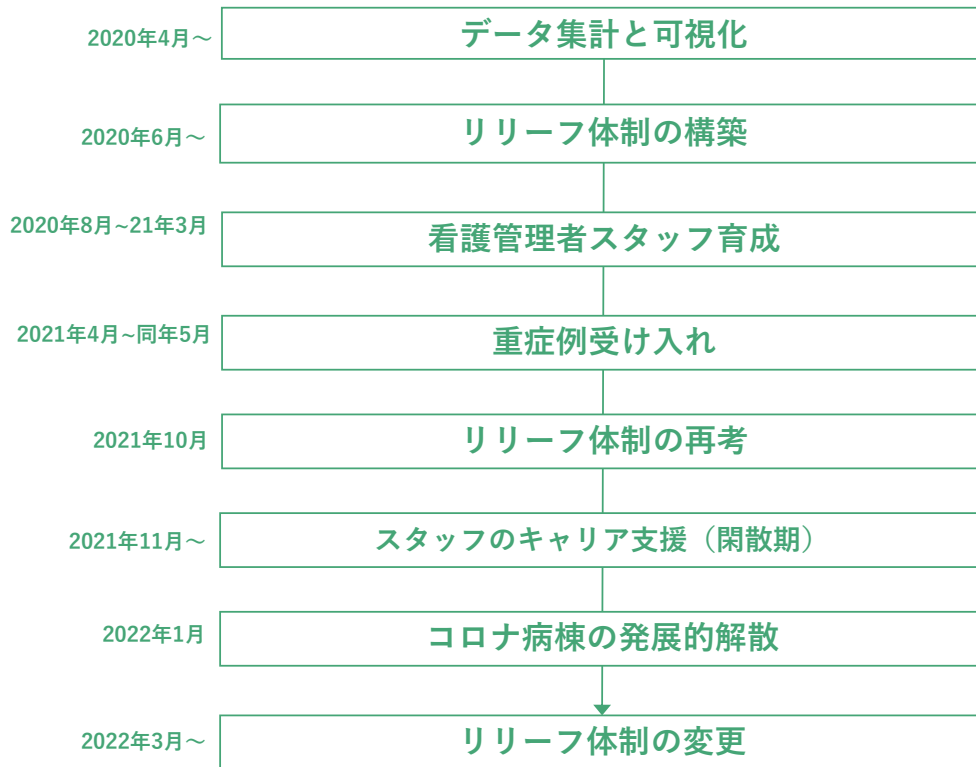 2020年4月～
データ集計と可視化
2020年6月～
リリーフ体制の構築
2020年8月~21年3月
看護管理者スタッフ育成
2021年4月~同年5月
重症例受け入れ
2021年10月
リリーフ体制の再考
2021年11月～
スタッフのキャリア支援（閑散期）
2022年1月
コロナ病棟の発展的解散
2022年3月～
リリーフ体制の変更